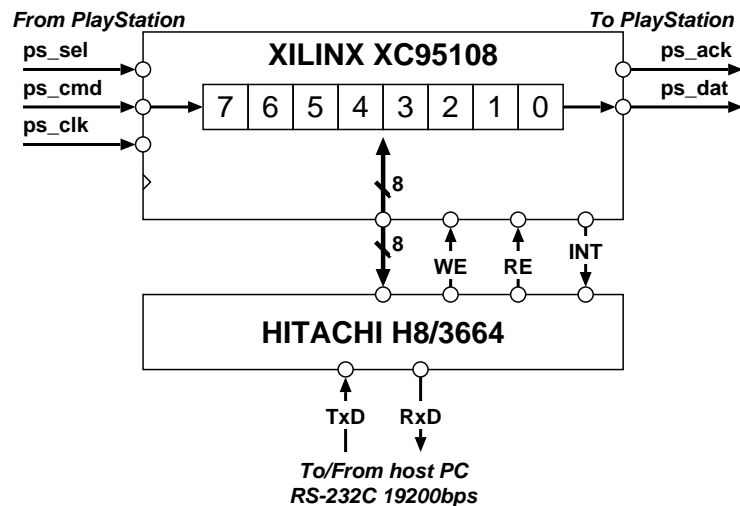 From PlayStation
To PlayStation
ps_sel
XILINX XC95108
ps_ack
ps_cmd
7 6 5 4 3 2 1 0
ps_dat
ps_clk
8
8
WE
RE
INT
HITACHI H8/3664
TxD
RxD
To/From host PC
RS-232C 19200bps